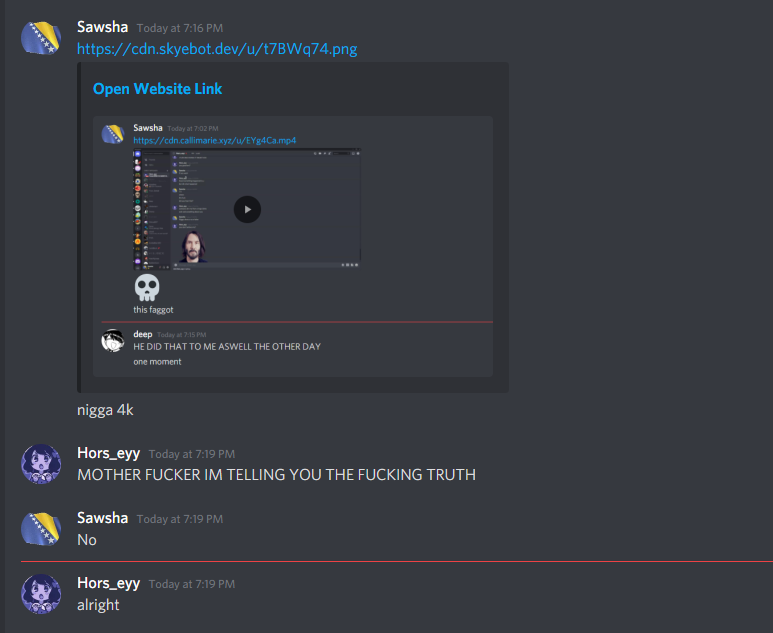 Sawsha Today at 7:16 PM
https://cdn.skyebot.dev/u/t7BWq74.png
Open Website Link
Sawsha Today at 7:02 PM
https://cdn.callimarie.xyz/u/EYg4Ca.mp4
this faggot
deep Today at 7:15 PM
HE DID THAT TO ME ASWELL THE OTHER DAY
one moment
nigga 4k
Hors_eyy Today at 7:19 PM
MOTHER FUCKER IM TELLING YOU THE FUCKING TRUTH
Sawsha Today at 7:19 PM
No
Hors_eyy Today at 7:19 PM
alright